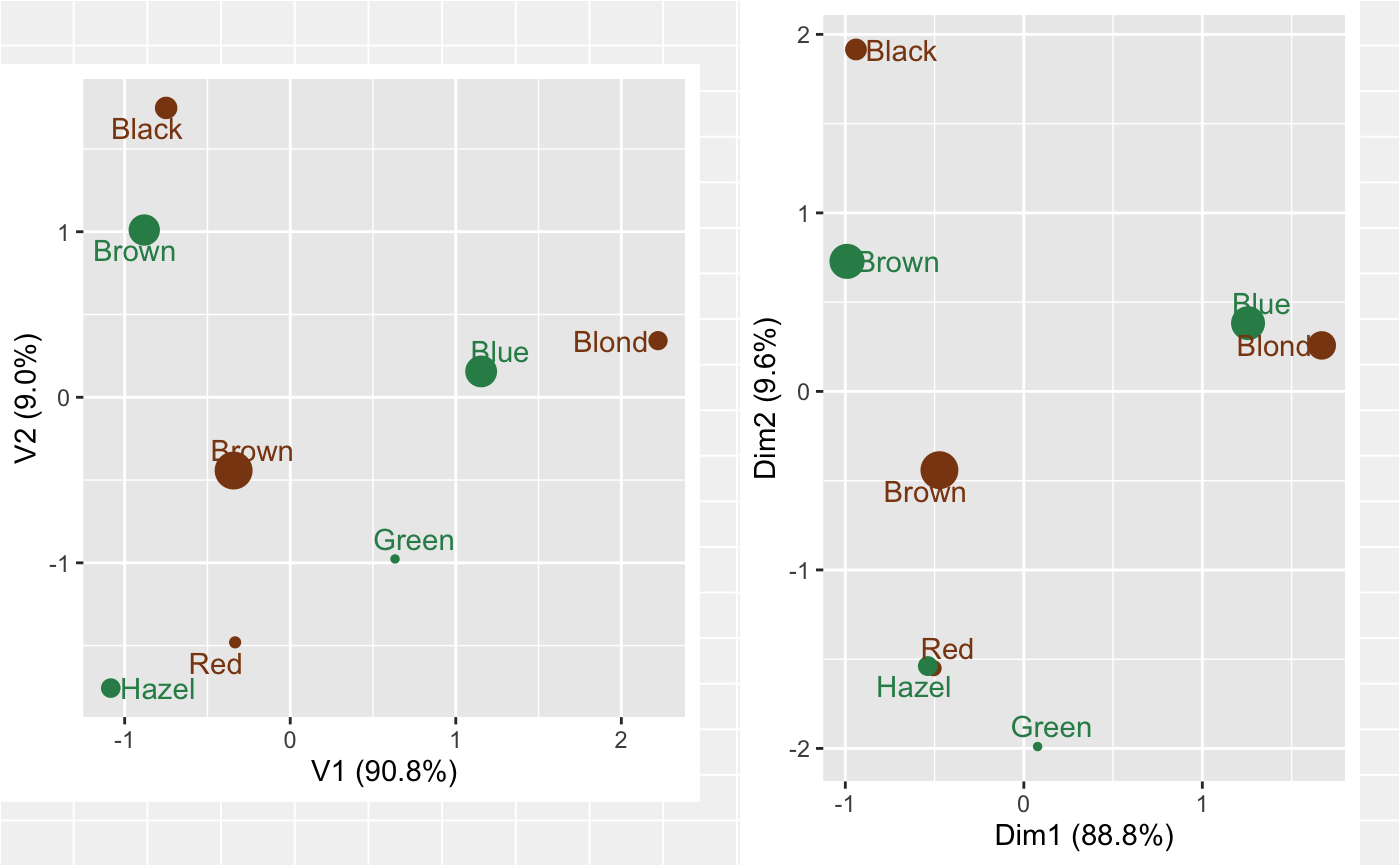 Black
Brown
Blond
Blue
Brown
Green
Red
Hazel
1
0
-1
-1
0
1
2
V2 (9.0%)
V1 (90.8%)
Black
Brown
Blue
Blond
Brown
Red
Hazel
Green
2
1
0
-1
-2
-1
0
1
Dim2 (9.6%)
Dim1 (88.8%)